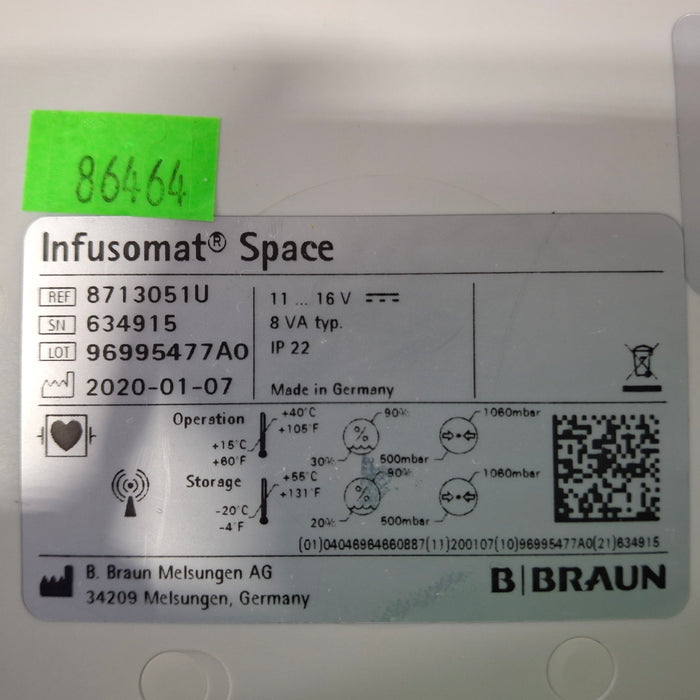 86464
Infusomat® Space
REF 8713051U
SN 634915
LOT 96995477A0
2020-01-07
11 ... 16 V
8 VA typ.
IP 22
Made in Germany
Operation
+40°C
+105°F
+15°C
+60°F
90%
30%
1060mbar
500mbar
Storage
+55°C
+131°F
-20°C
-4°F
90%
20%
1060mbar
500mbar
(01)04046964660887(11)200107(10)96995477A0(21)634915
B. Braun Melsungen AG
34209 Melsungen, Germany
B|BRAUN